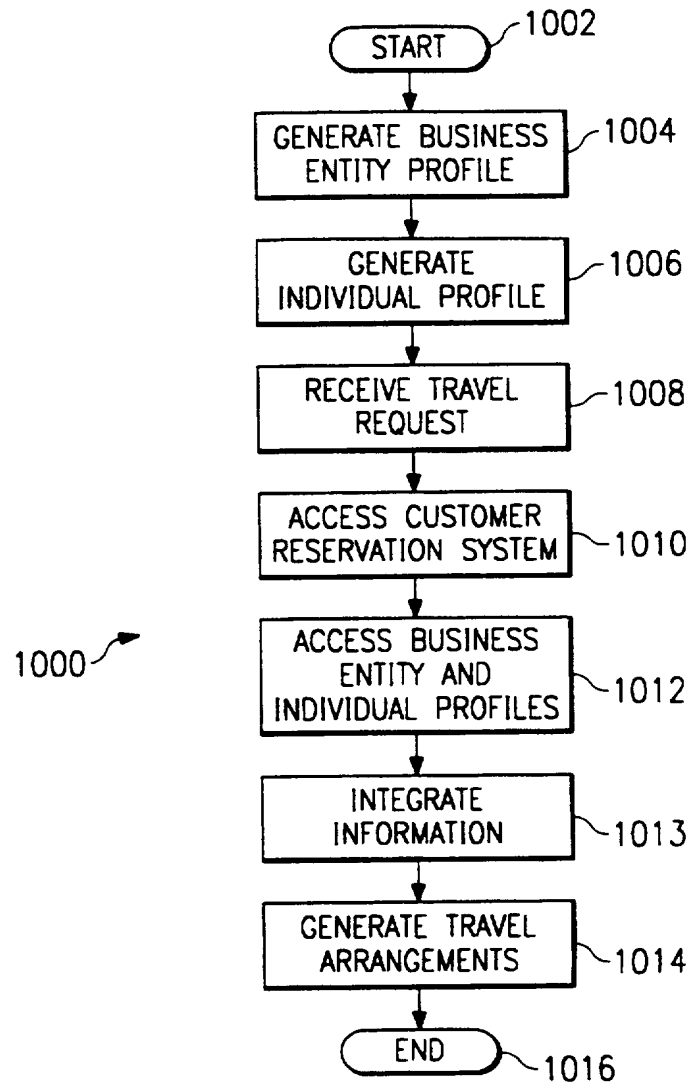 START
1002
GENERATE BUSINESS
ENTITY PROFILE
1004
GENERATE
INDIVIDUAL PROFILE
1006
RECEIVE TRAVEL
REQUEST
1008
ACCESS CUSTOMER
RESERVATION SYSTEM
1010
1000
ACCESS BUSINESS
ENTITY AND
INDIVIDUAL PROFILES
1012
INTEGRATE
INFORMATION
1013
GENERATE TRAVEL
ARRANGEMENTS
1014
END
1016